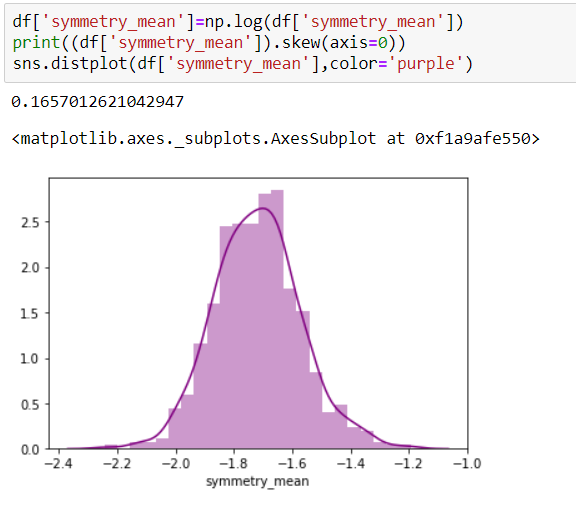 df['symmetry_mean']=np.log(df['symmetry_mean'])
print((df['symmetry_mean']).skew(axis=0))
sns.distplot(df['symmetry_mean'],color='purple')
0.1657012621042947
<matplotlib.axes._subplots.AxesSubplot at 0xf1a9afe550>
2.5
2.0
1.5
1.0
0.5
0.0
−2.4 −2.2 −2.0 −1.8 −1.6 −1.4 −1.2 −1.0
symmetry_mean